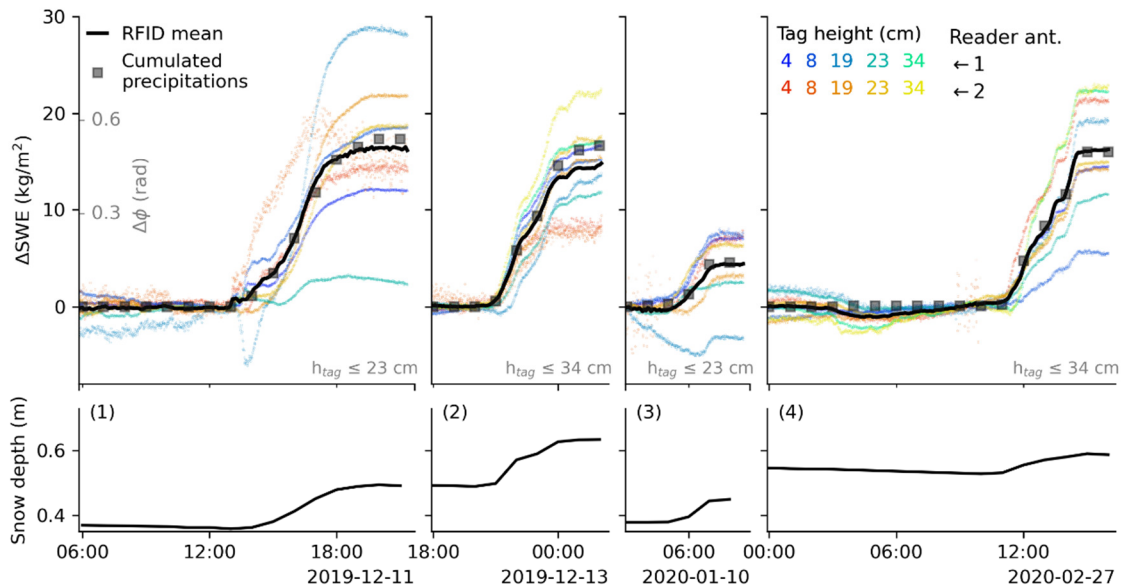 30
20
10
0
ΔSWE (kg/m²)
RFID mean
Cumulated
precipitations
0.6
0.3
Δϕ (rad)
Tag height (cm)
4 8 19 23 34
4 8 19 23 34
Reader ant.
←1
←2
h_tag ≤ 23 cm
h_tag ≤ 34 cm
h_tag ≤ 23 cm
h_tag ≤ 34 cm
Snow depth (m)
0.6
0.4
(1)
(2)
(3)
(4)
06:00 12:00 18:00
18:00 00:00
06:00
00:00 06:00 12:00
2019-12-11
2019-12-13
2020-01-10
2020-02-27